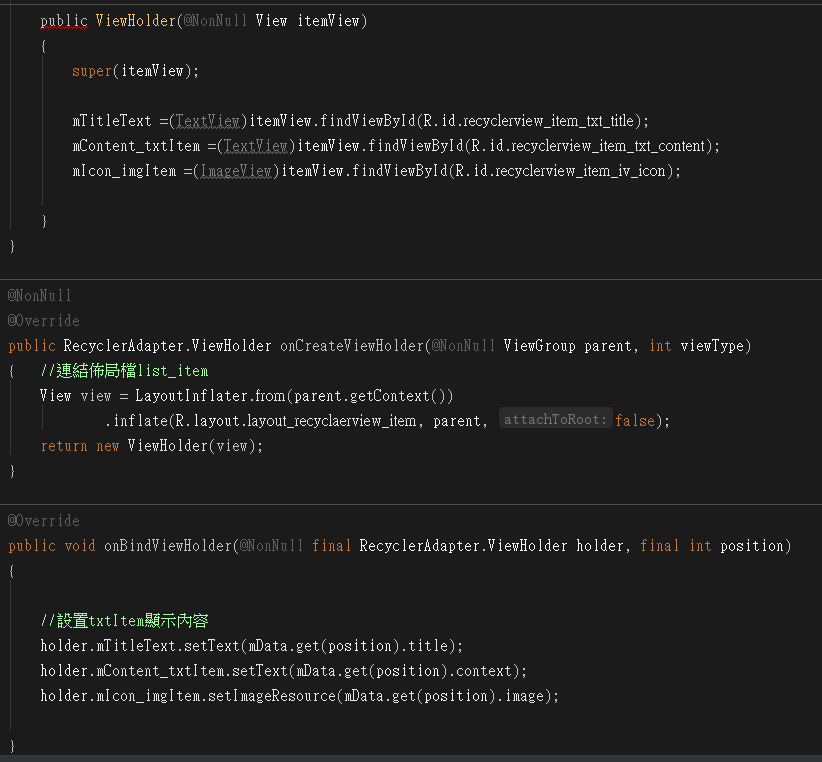 public ViewHolder(@NonNull View itemView)
{
super(itemView);
mTitleText =(TextView)itemView.findViewById(R.id.recyclerview_item_txt_title);
mContent_txtItem =(TextView)itemView.findViewById(R.id.recyclerview_item_txt_content);
mIcon_imgItem =(ImageView)itemView.findViewById(R.id.recyclerview_item_iv_icon);
}
}
@NonNull
@Override
public RecyclerAdapter.ViewHolder onCreateViewHolder(@NonNull ViewGroup parent, int viewType)
{ //連結佈局檔list_item
View view = LayoutInflater.from(parent.getContext())
.inflate(R.layout.layout_recyclaerview_item, parent, attachToRoot: false);
return new ViewHolder(view);
}
@Override
public void onBindViewHolder(@NonNull final RecyclerAdapter.ViewHolder holder, final int position)
{
//設置txtItem顯示內容
holder.mTitleText.setText(mData.get(position).title);
holder.mContent_txtItem.setText(mData.get(position).context);
holder.mIcon_imgItem.setImageResource(mData.get(position).image);
}